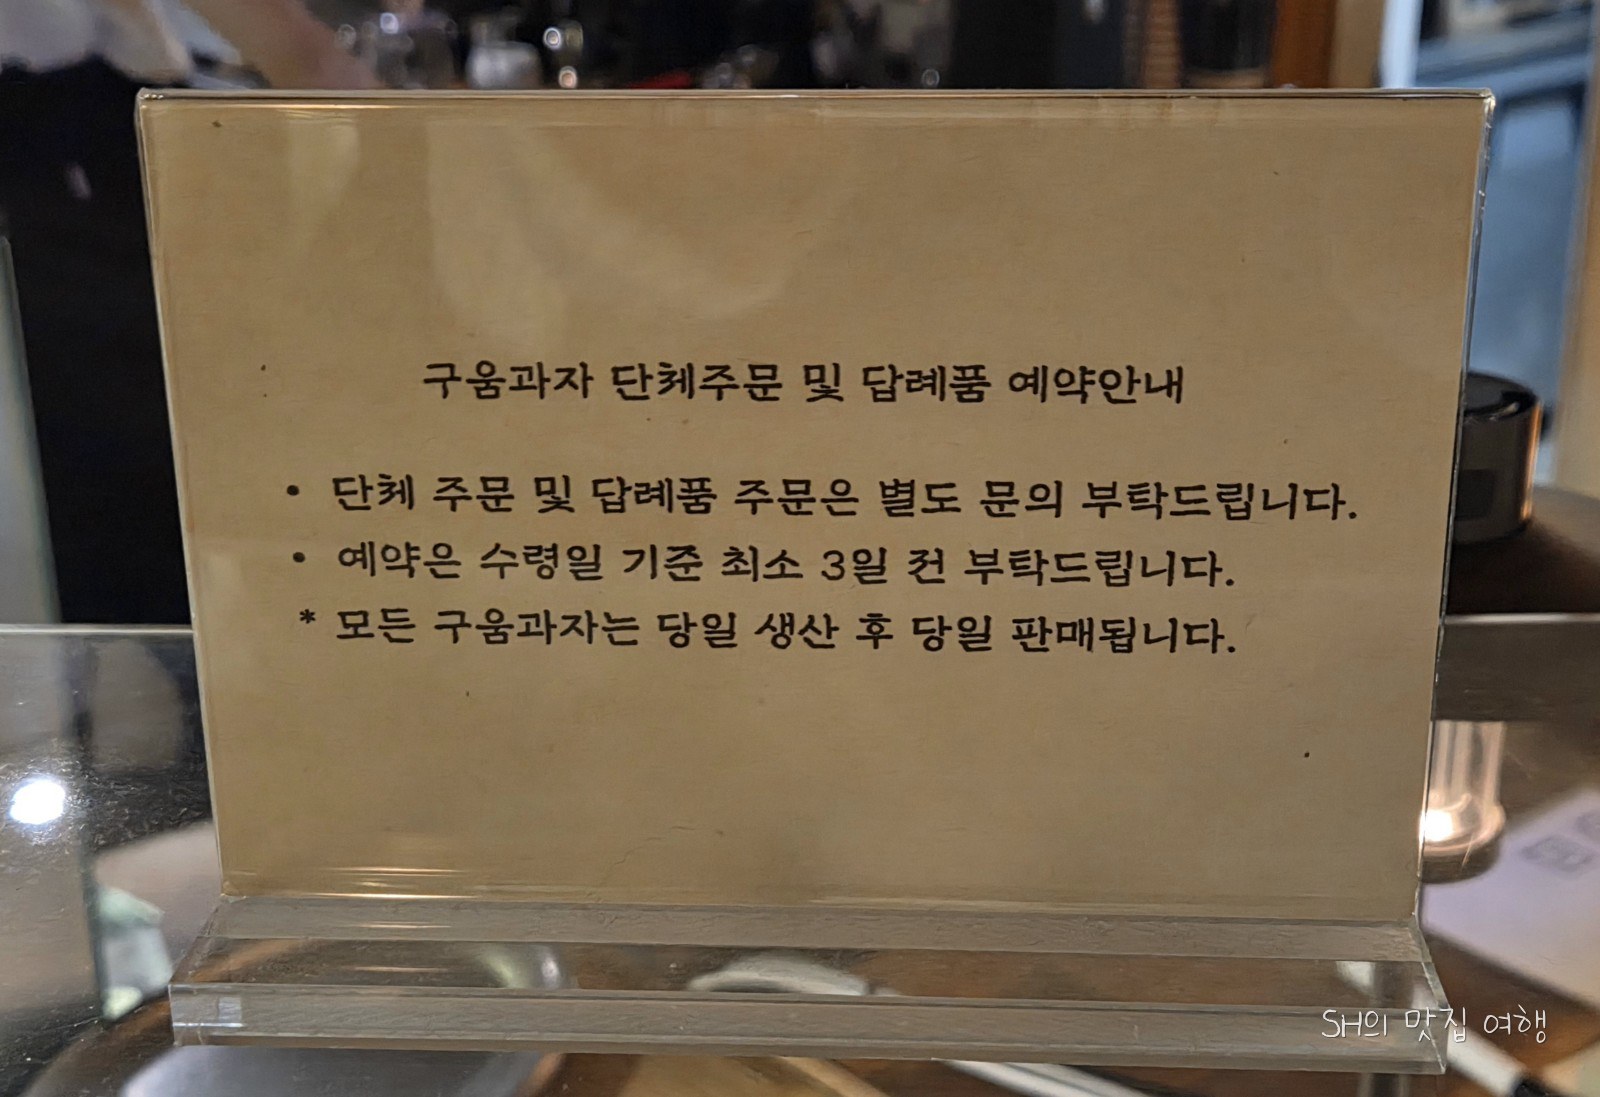 구움과자 단체주문 및 답례품 예약안내
• 단체 주문 및 답례품 주문은 별도 문의 부탁드립니다.
• 예약은 수령일 기준 최소 3일 전 부탁드립니다.
* 모든 구움과자는 당일 생산 후 당일 판매됩니다.
SH의 맛집 여행